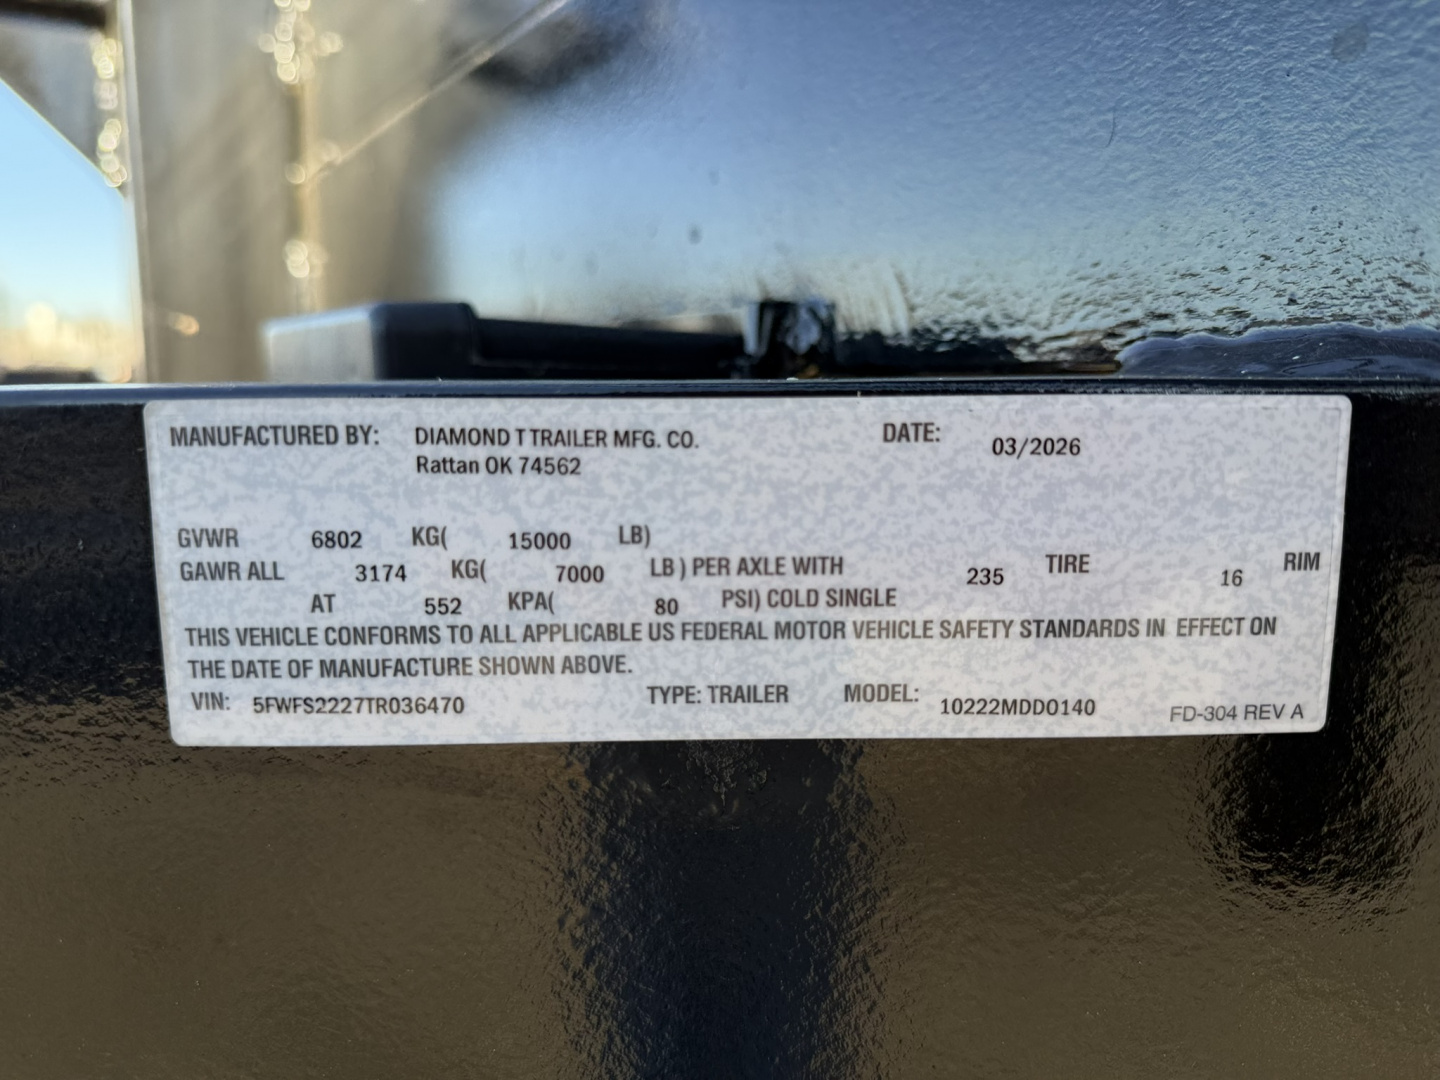 MANUFACTURED BY: DIAMOND T TRAILER MFG. CO. DATE: 03/2026
Rattan OK 74562
GVWR 6802 KG( 15000 LB)
GAWR ALL 3174 KG( 7000 LB ) PER AXLE WITH 235 TIRE 16 RIM
AT 552 KPA( 80 PSI) COLD SINGLE
THIS VEHICLE CONFORMS TO ALL APPLICABLE US FEDERAL MOTOR VEHICLE SAFETY STANDARDS IN EFFECT ON
THE DATE OF MANUFACTURE SHOWN ABOVE.
VIN: 5FWFS2227TR036470 TYPE: TRAILER MODEL: 10222MDD0140 FD-304 REV A